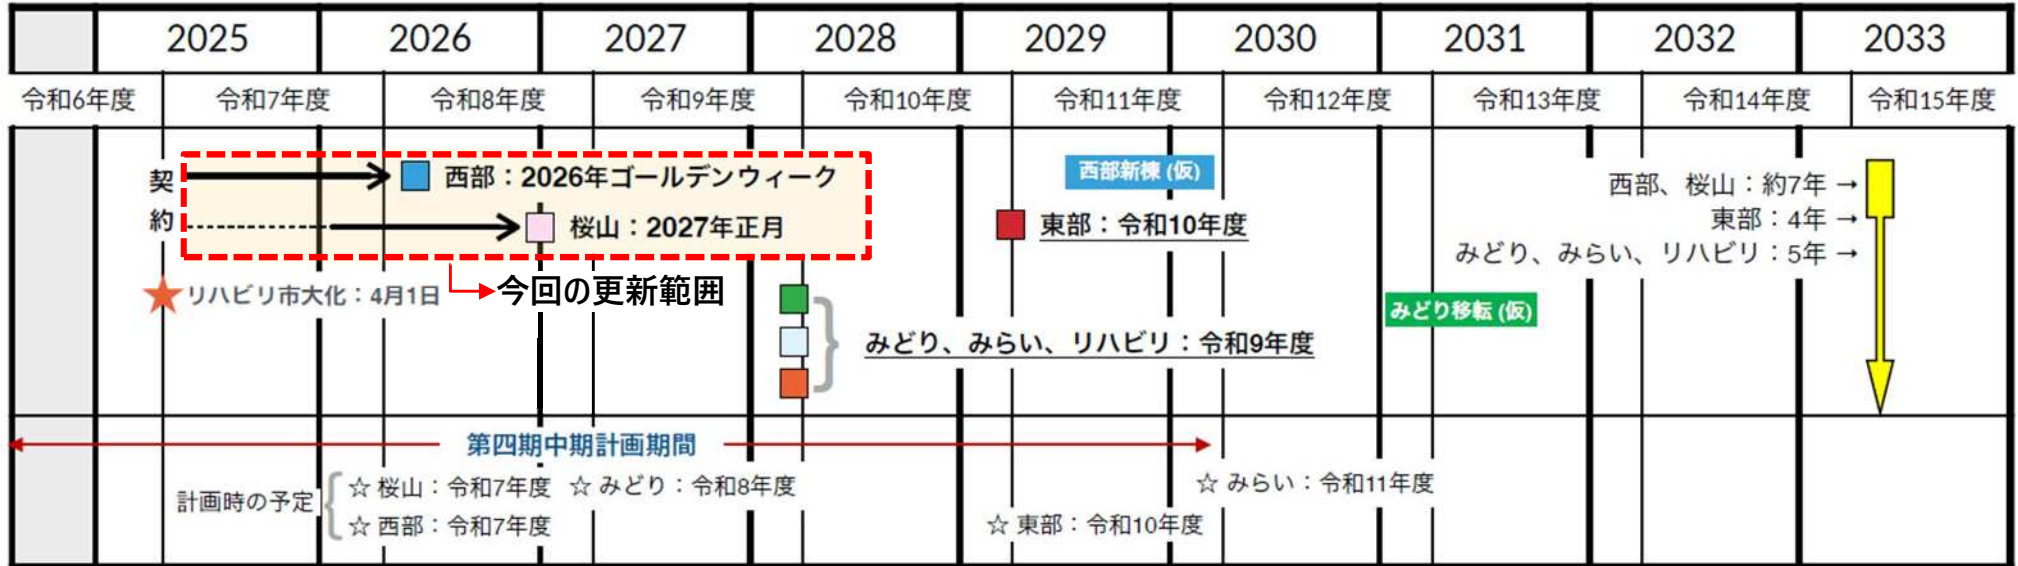 2025 2026 2027 2028 2029 2030 2031 2032 2033
令和6年度 令和7年度 令和8年度 令和9年度 令和10年度 令和11年度 令和12年度 令和13年度 令和14年度 令和15年度
契約
西部：2026年ゴールデンウィーク
桜山：2027年正月
西部新棟 (仮)
東部：令和10年度
西部、桜山：約7年 →
東部：4年 →
みどり、みらい、リハビリ：5年 →
リハビリ市大化：4月1日
今回の更新範囲
みどり移転 (仮)
みどり、みらい、リハビリ：令和9年度
第四期中期計画期間
計画時の予定
☆ 桜山：令和7年度
☆ みどり：令和8年度
☆ みらい：令和11年度
☆ 西部：令和7年度
☆ 東部：令和10年度